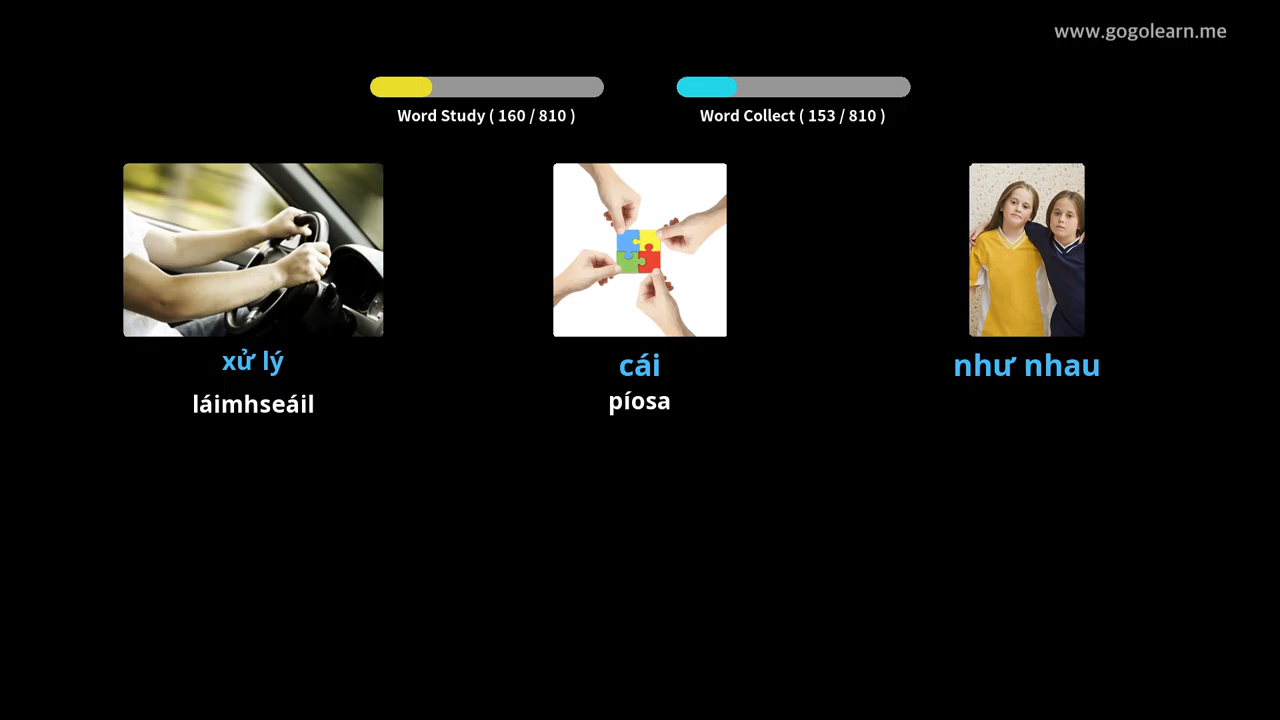 www.gogolearn.me
Word Study ( 160 / 810 )
Word Collect ( 153 / 810 )
xử lý
láimhseáil
cái
píosa
như nhau